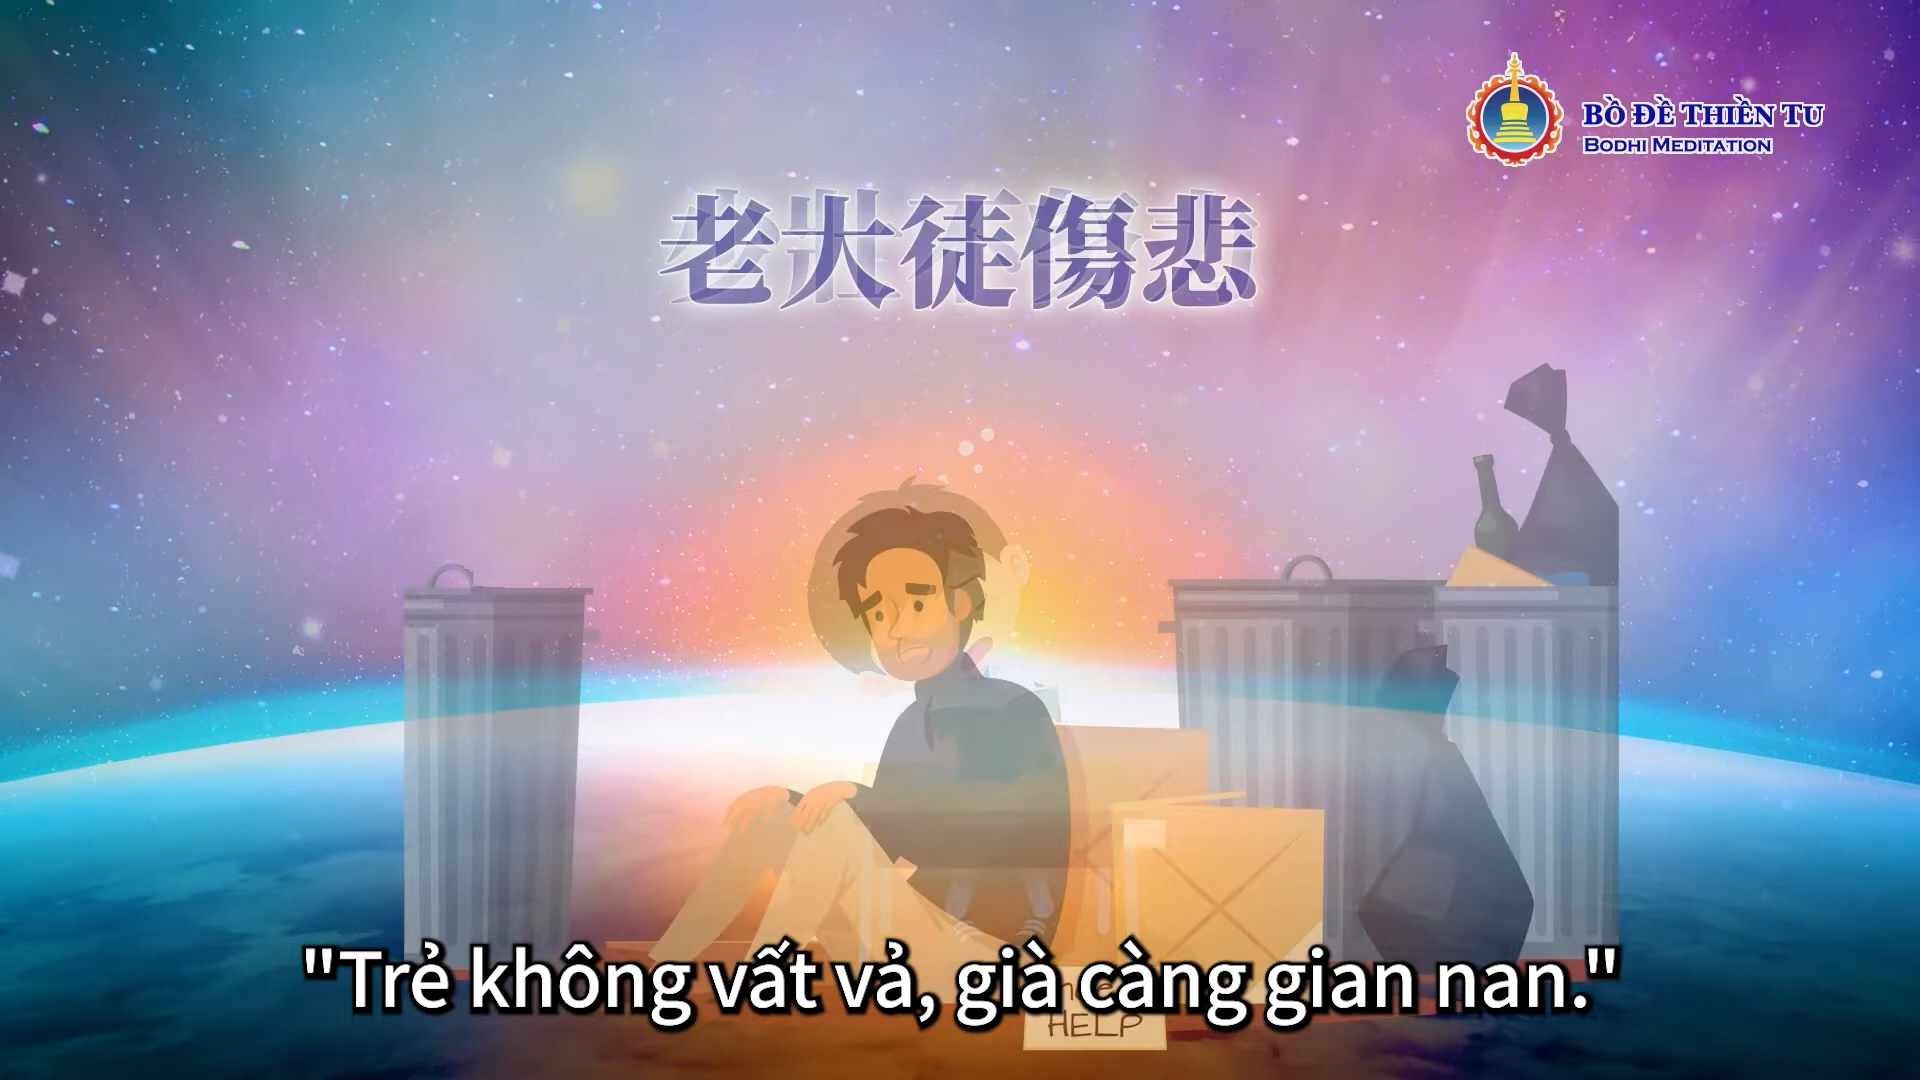 BỒ ĐỀ THIỀN TU
BODHI MEDITATION
老大徒傷悲
"Trẻ không vất vả, già càng gian nan."
HELP